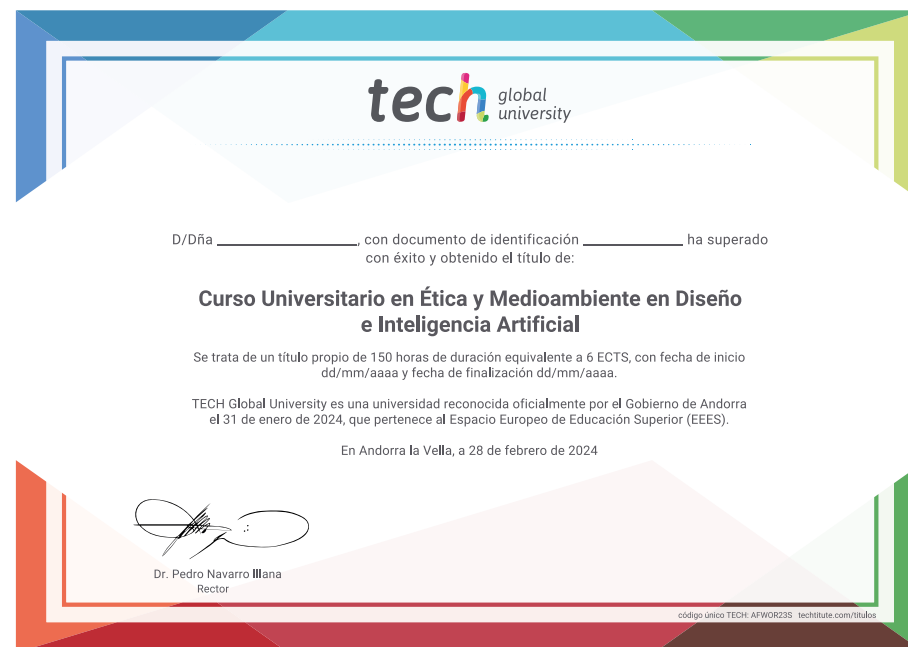 tech global university
D/Dña ________________, con documento de identificación ____________ ha superado
con éxito y obtenido el título de:
Curso Universitario en Ética y Medioambiente en Diseño
e Inteligencia Artificial
Se trata de un título propio de 150 horas de duración equivalente a 6 ECTS, con fecha de inicio
dd/mm/aaaa y fecha de finalización dd/mm/aaaa.
TECH Global University es una universidad reconocida oficialmente por el Gobierno de Andorra
el 31 de enero de 2024, que pertenece al Espacio Europeo de Educación Superior (EEES).
En Andorra la Vella, a 28 de febrero de 2024
Dr. Pedro Navarro Illana
Rector
código único TECH: AFWOR23S techtitute.com/titulos